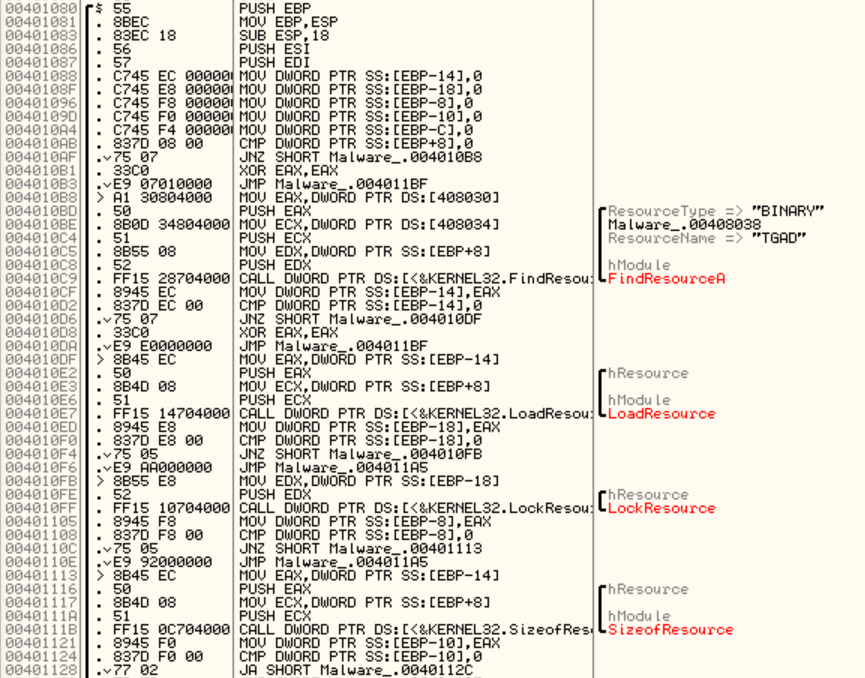 00401080 $ 55 PUSH EBP
00401081 . 8BEC MOV EBP,ESP
00401083 . 83EC 18 SUB ESP,18
00401086 . 56 PUSH ESI
00401087 . 57 PUSH EDI
00401088 . C745 EC 00000 MOV DWORD PTR SS:[EBP-14],0
0040108F . C745 E8 00000 MOV DWORD PTR SS:[EBP-18],0
00401096 . C745 F8 00000 MOV DWORD PTR SS:[EBP-8],0
0040109D . C745 F0 00000 MOV DWORD PTR SS:[EBP-10],0
004010A4 . C745 F4 00000 MOV DWORD PTR SS:[EBP-C],0
004010AB . 837D 08 00 CMP DWORD PTR SS:[EBP+8],0
004010AF .v75 07 JNZ SHORT Malware_.004010B8
004010B1 . 33C0 XOR EAX,EAX
004010B3 .vE9 07010000 JMP Malware_.004011BF
004010B8 > A1 30804000 MOV EAX,DWORD PTR DS:[408030]
004010BD . 50 PUSH EAX ResourceType => "BINARY"
004010BE . 8B0D 34804000 MOV ECX,DWORD PTR DS:[408034] Malware_.00408038
004010C4 . 51 PUSH ECX ResourceName => "TGAD"
004010C5 . 8B55 08 MOV EDX,DWORD PTR SS:[EBP+8]
004010C8 . 52 PUSH EDX hModule
004010C9 . FF15 28704000 CALL DWORD PTR DS:[<&KERNEL32.FindResou: FindResourceA
004010CF . 8945 EC MOV DWORD PTR SS:[EBP-14],EAX
004010D2 . 837D EC 00 CMP DWORD PTR SS:[EBP-14],0
004010D6 .v75 07 JNZ SHORT Malware_.004010DF
004010D8 . 33C0 XOR EAX,EAX
004010DA .vE9 E0000000 JMP Malware_.004011BF
004010DF > 8B45 EC MOV EAX,DWORD PTR SS:[EBP-14]
004010E2 . 50 PUSH EAX hResource
004010E3 . 8B4D 08 MOV ECX,DWORD PTR SS:[EBP+8]
004010E6 . 51 PUSH ECX hModule
004010E7 . FF15 14704000 CALL DWORD PTR DS:[<&KERNEL32.LoadResou: LoadResource
004010ED . 8945 E8 MOV DWORD PTR SS:[EBP-18],EAX
004010F0 . 837D E8 00 CMP DWORD PTR SS:[EBP-18],0
004010F4 .v75 05 JNZ SHORT Malware_.004010FB
004010F6 .vE9 AA000000 JMP Malware_.004011A5
004010FB > 8B55 E8 MOV EDX,DWORD PTR SS:[EBP-18]
004010FE . 52 PUSH EDX hResource
004010FF . FF15 10704000 CALL DWORD PTR DS:[<&KERNEL32.LockResou: LockResource
00401105 . 8945 F8 MOV DWORD PTR SS:[EBP-8],EAX
00401108 . 837D F8 00 CMP DWORD PTR SS:[EBP-8],0
0040110C .v75 05 JNZ SHORT Malware_.00401113
0040110E .vE9 92000000 JMP Malware_.004011A5
00401113 > 8B45 EC MOV EAX,DWORD PTR SS:[EBP-14]
00401116 . 50 PUSH EAX hResource
00401117 . 8B4D 08 MOV ECX,DWORD PTR SS:[EBP+8]
0040111A . 51 PUSH ECX hModule
0040111B . FF15 0C704000 CALL DWORD PTR DS:[<&KERNEL32.SizeofRes SizeofResource
00401121 . 8945 F0 MOV DWORD PTR SS:[EBP-10],EAX
00401124 . 837D F0 00 CMP DWORD PTR SS:[EBP-10],0
00401128 .v77 02 JA SHORT Malware_.0040112C